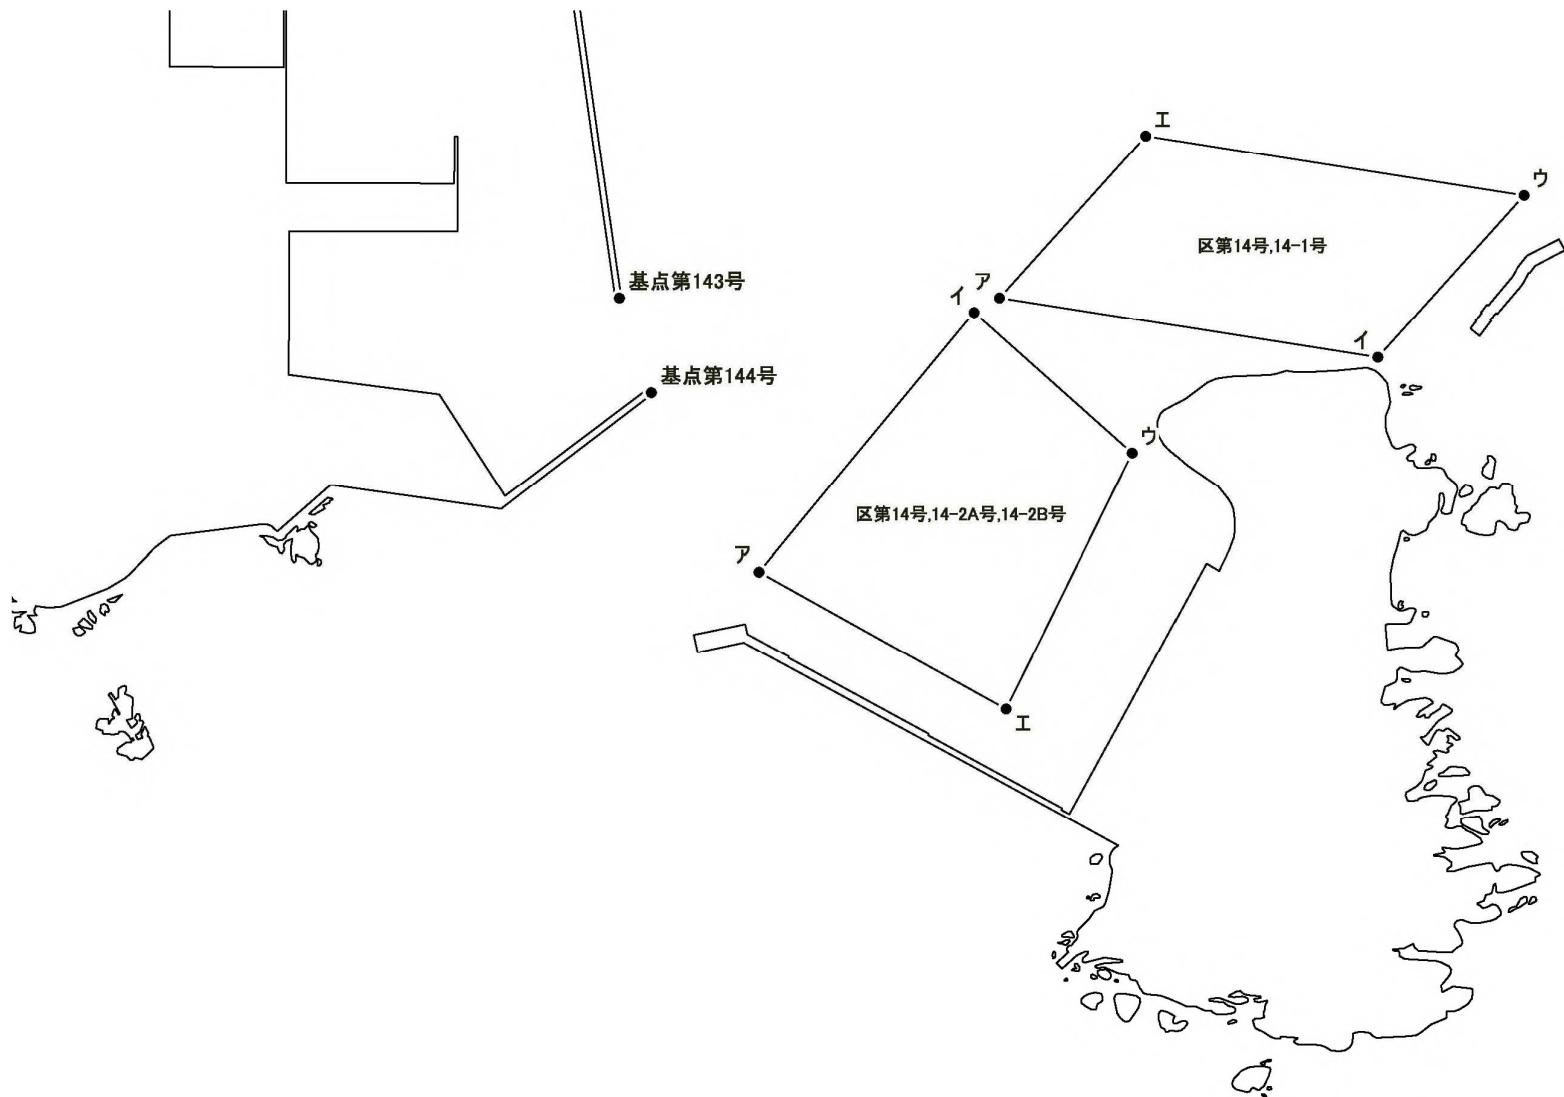 エ
ウ
区第14号,14-1号
基点第143号
ア
イ
イ
基点第144号
ウ
区第14号,14-2A号,14-2B号
ア
エ